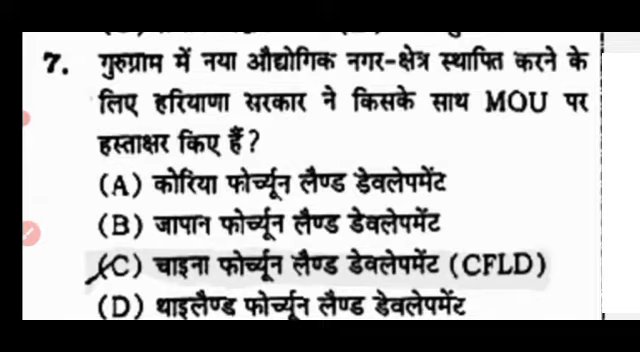 7. गुरुग्राम में नया औद्योगिक नगर-क्षेत्र स्थापित करने के
लिए हरियाणा सरकार ने किसके साथ MOU पर
हस्ताक्षर किए हैं?
(A) कोरिया फोर्च्यून लैण्ड डेवलेपमेंट
(B) जापान फोर्च्यून लैण्ड डेवलेपमेंट
(C) चाइना फोर्च्यून लैण्ड डेवलेपमेंट (CFLD)
(D) थाइलैण्ड फोर्च्यून लैण्ड डेवलेपमेंट